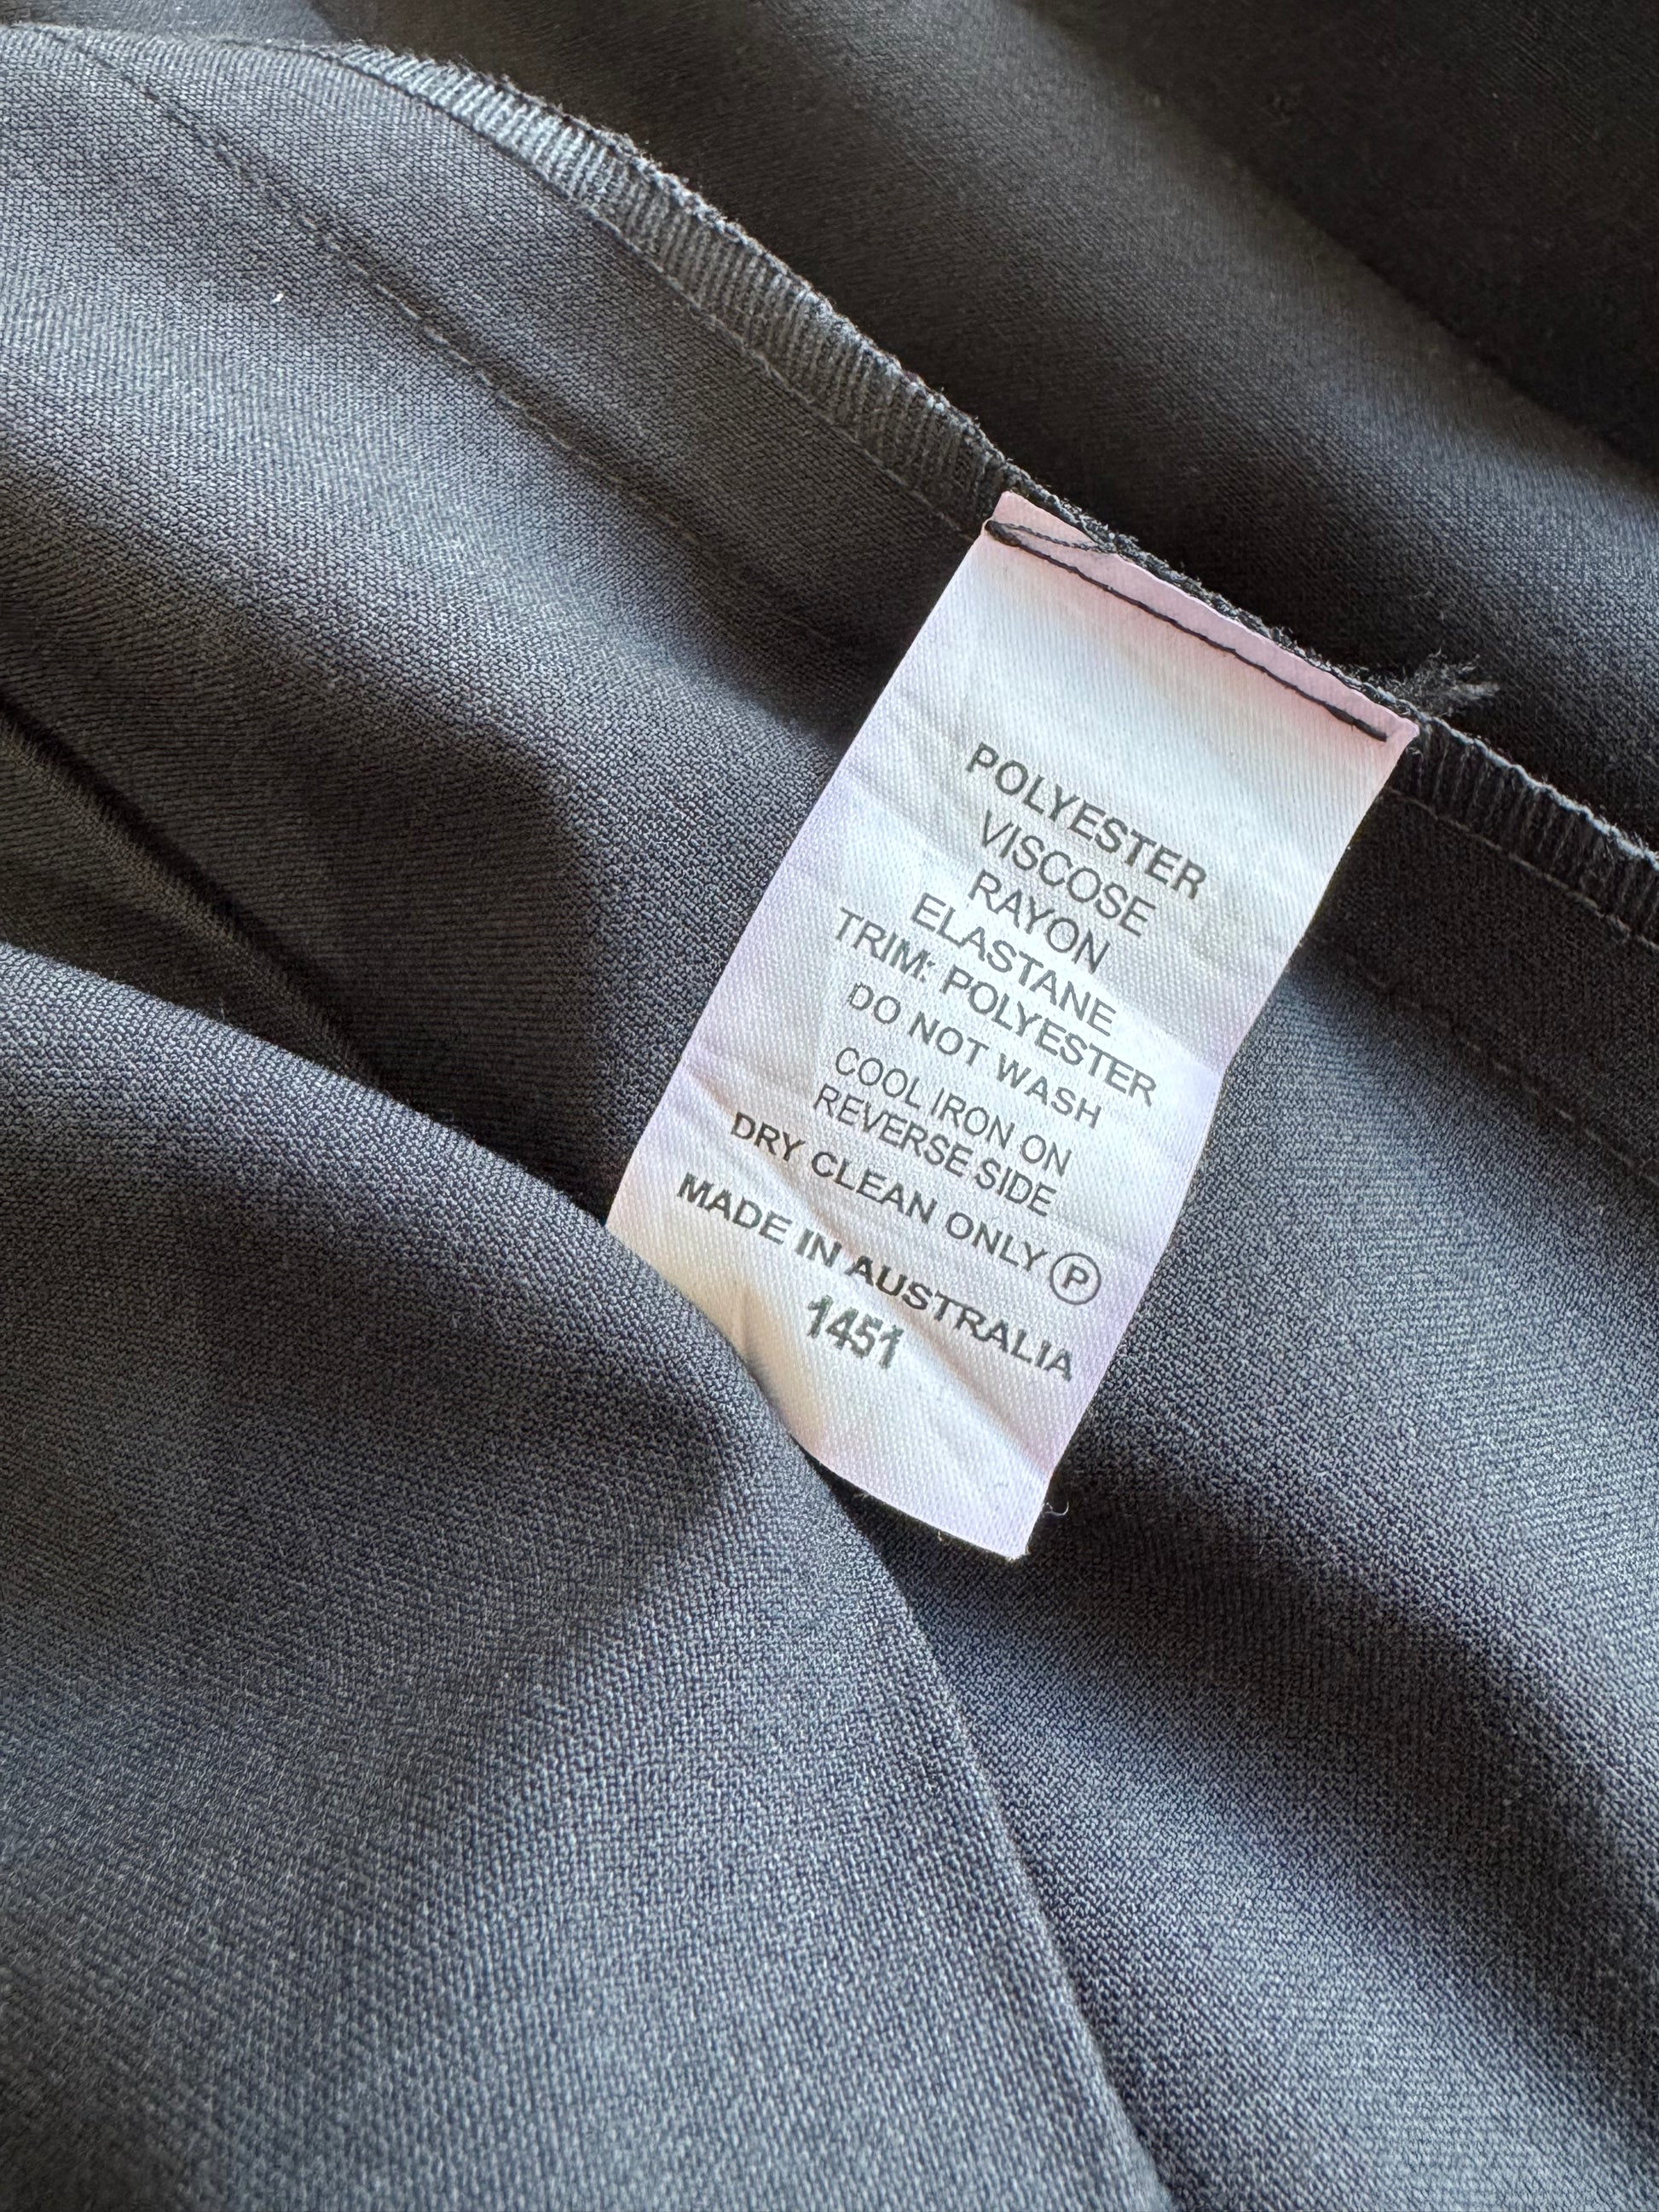 POLYESTER
VISCOSE
RAYON
ELASTANE
TRIM: POLYESTER
DO NOT WASH
COOL IRON ON
REVERSE SIDE
DRY CLEAN ONLY Ⓟ
MADE IN AUSTRALIA
1451